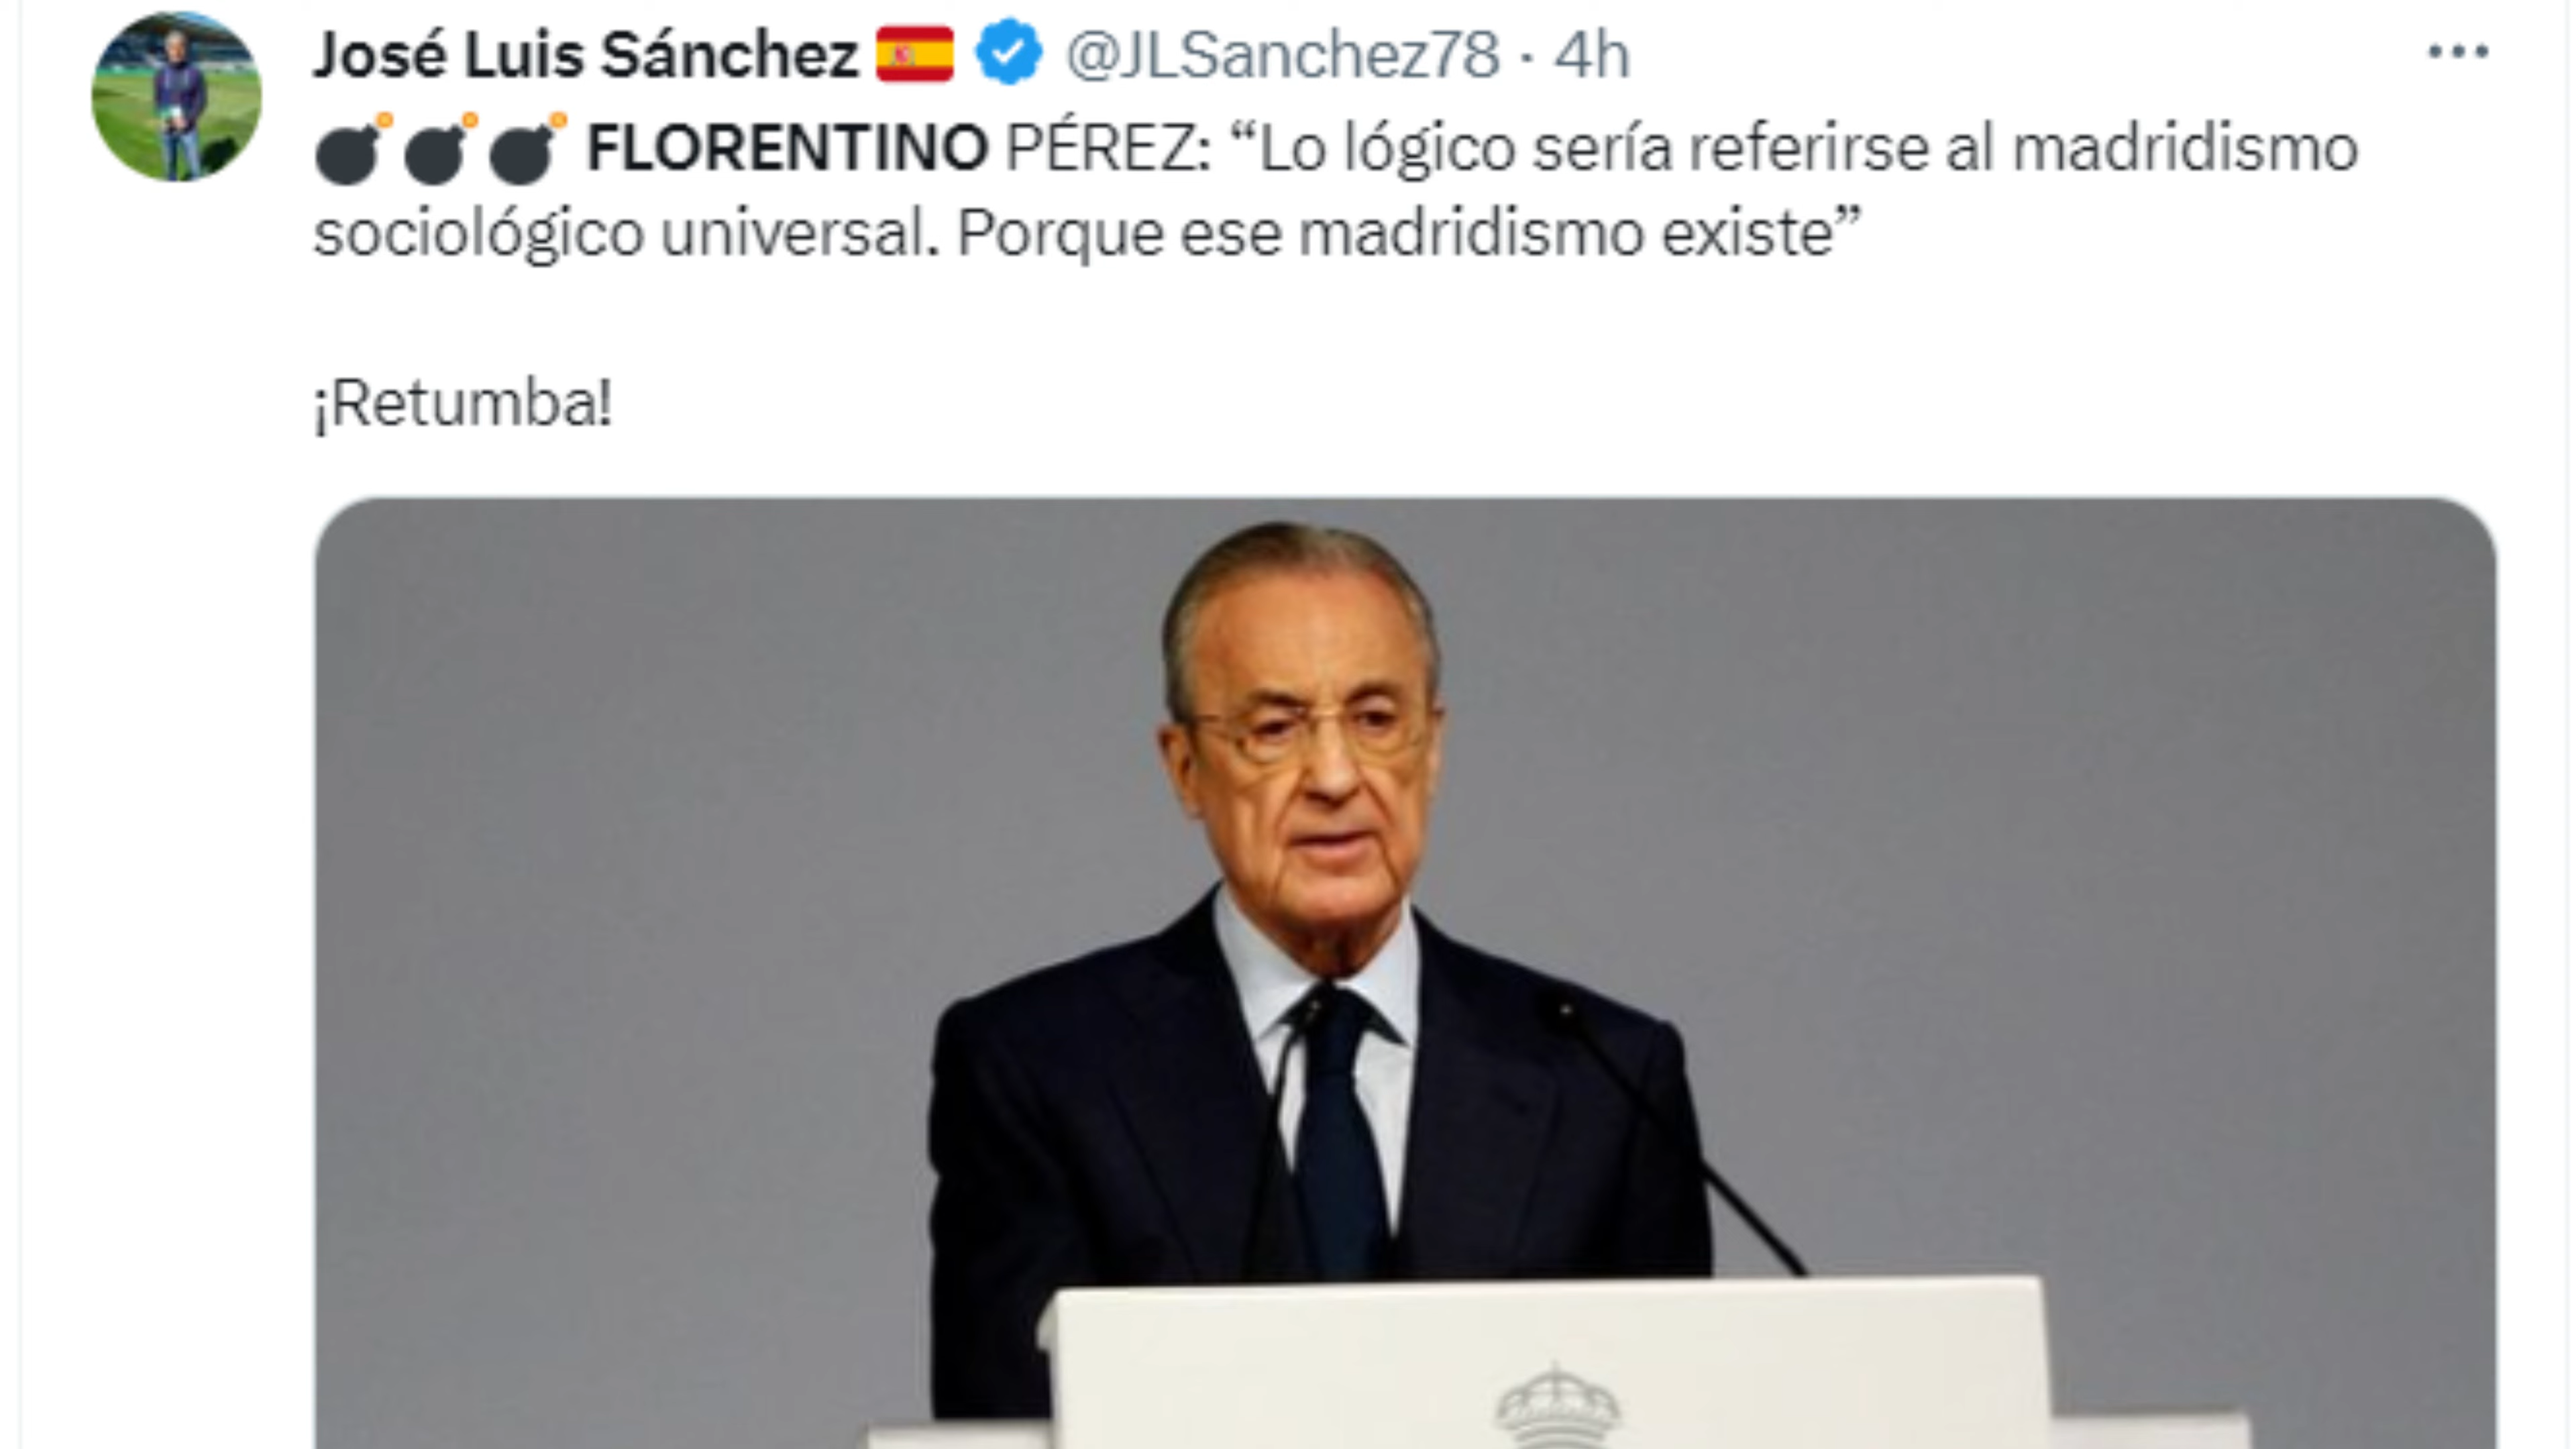 José Luis Sánchez 🇪🇸 @JLSanchez78 · 4h
💣💣💣 FLORENTINO PÉREZ: “Lo lógico sería referirse al madridismo
sociológico universal. Porque ese madridismo existe”
¡Retumba!